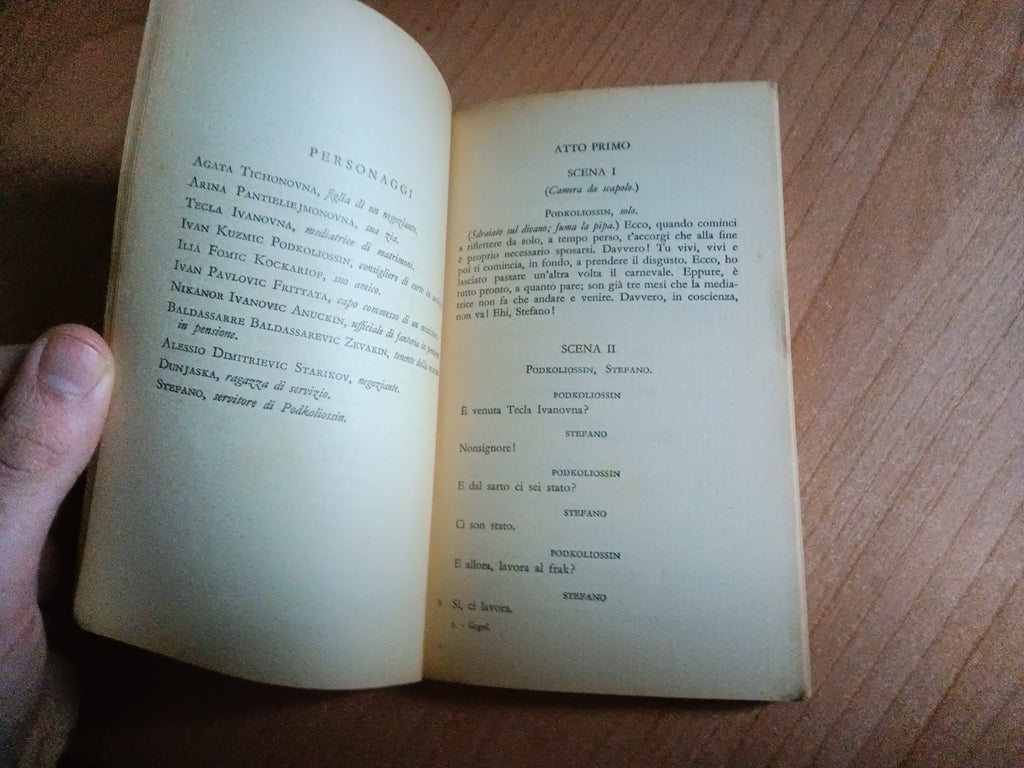 PERSONAGGI
AGATA TICHONOVNA, figlia di un negoziante.
ARINA PANTIELIEJMONOVNA, sua zia.
TECLA IVANOVNA, mediatrice di matrimoni.
IVAN KUZMIC PODKOLIOSSIN, consigliere di corte in
ILIA FOMIC KOCKARIOF, suo amico.
IVAN PAVLOVIC FRITTATA, capo commesso di un
NIKANOR IVANOVIC ANUCKIN, ufficiale di fanteria in
BALDASSARRE BALDASSAREVIC ZEVAKIN, tenente della
in pensione.
ALESSIO DIMITRIEVIC STARIKOV, negoziante.
DUNJASKA, ragazza di servizio.
STEFANO, servitore di Podkoliossin.
ATTO PRIMO
SCENA I
(Camera da scapolo.)
PODKOLIOSSIN, solo.
(Sdraiato sul divano; fuma la pipa.) Ecco, quando cominci
a riflettere da solo, a tempo perso, t'accorgi che alla fine
è proprio necessario sposarsi. Davvero! Tu vivi, vivi e
poi ti comincia, in fondo, a prendere il disgusto. Ecco, ho
lasciato passare un'altra volta il carnevale. Eppure, è
tutto pronto, a quanto pare; son già tre mesi che la media-
trice non fa che andare e venire. Davvero, in coscienza,
non va! Ehi, Stefano!
SCENA II
PODKOLIOSSIN, STEFANO.
PODKOLIOSSIN
È venuta Tecla Ivanovna?
STEFANO
Nonsignore!
PODKOLIOSSIN
E dal sarto ci sei stato?
STEFANO
Ci son stato.
PODKOLIOSSIN
E allora, lavora al frak?
STEFANO
Sí, ci lavora.
- Gogol.